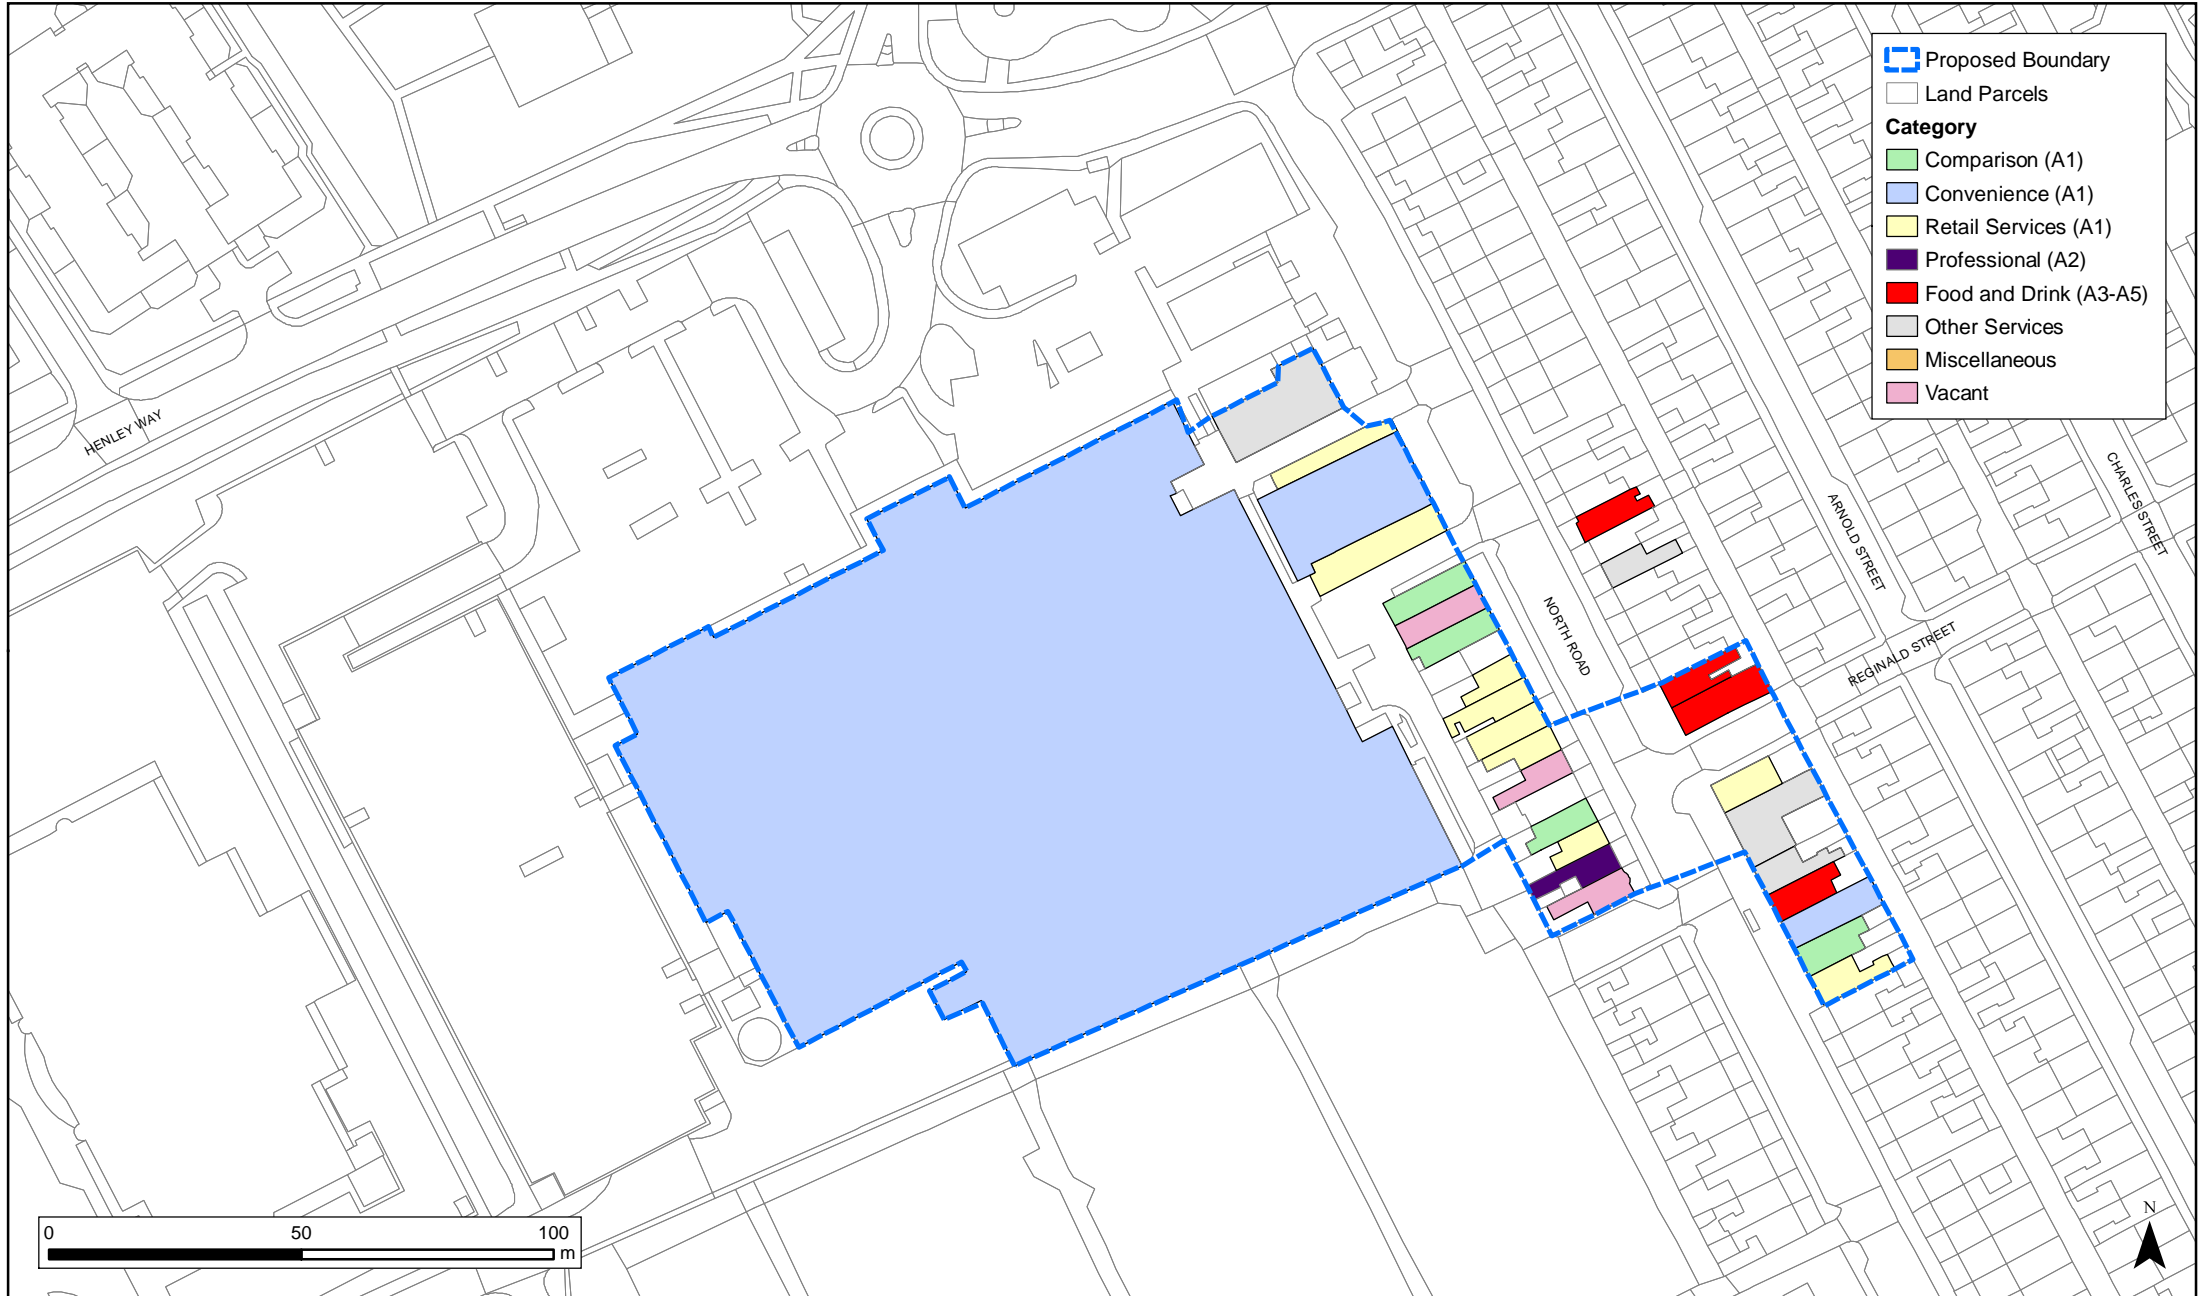 Proposed Boundary
Land Parcels
Category
Comparison (A1)
Convenience (A1)
Retail Services (A1)
Professional (A2)
Food and Drink (A3-A5)
Other Services
Miscellaneous
Vacant
HENLEY WAY
CHARLES STREET
ARNOLD STREET
NORTH ROAD
REGINALD STREET
0 50 100
m
N